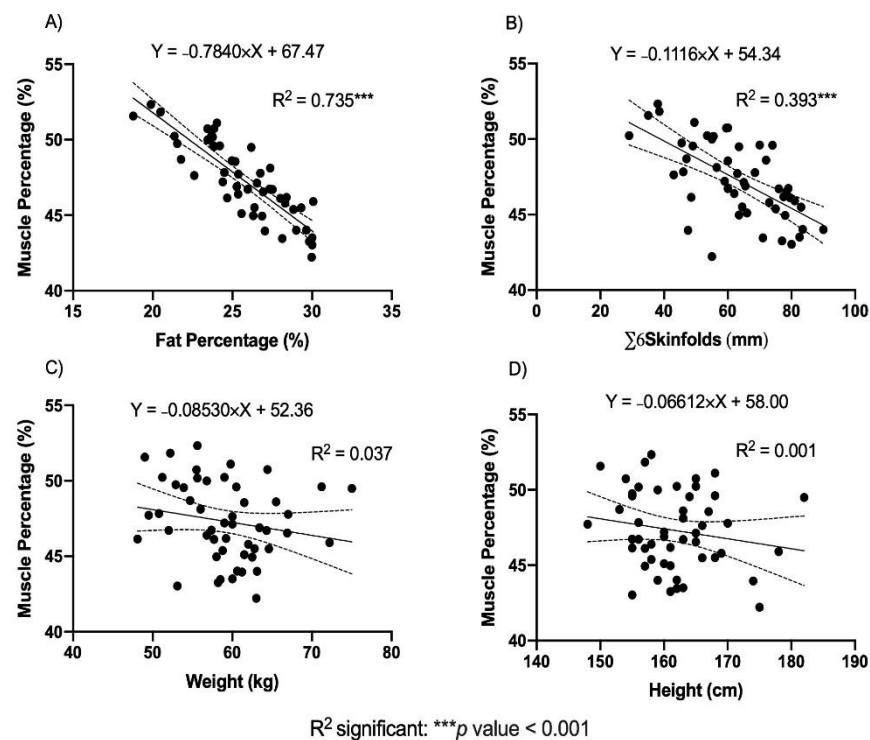 A)
Y = –0.7840×X + 67.47
R² = 0.735***
Muscle Percentage (%)
55
50
45
40
15 20 25 30 35
Fat Percentage (%)
B)
Y = –0.1116×X + 54.34
R² = 0.393***
Muscle Percentage (%)
55
50
45
40
0 20 40 60 80 100
∑6Skinfolds (mm)
C)
Y = –0.08530×X + 52.36
R² = 0.037
Muscle Percentage (%)
55
50
45
40
40 50 60 70 80
Weight (kg)
D)
Y = –0.06612×X + 58.00
R² = 0.001
Muscle Percentage (%)
55
50
45
40
140 150 160 170 180 190
Height (cm)
R² significant: ***p value < 0.001